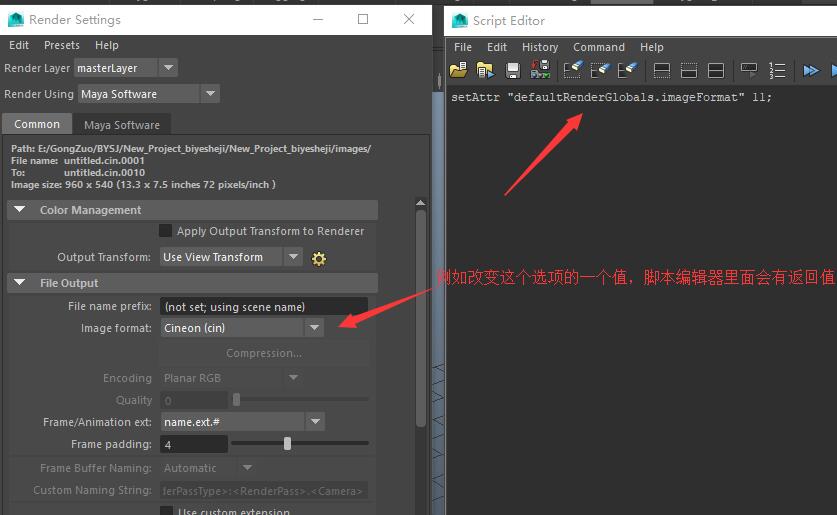 Render Settings
Edit Presets Help
Render Layer masterLayer
Render Using Maya Software
Common Maya Software
Path: E:/GongZuo/BYSJ/New_Project_biyesheji/New_Project_biyesheji/images/
File name: untitled.cin.0001
To: untitled.cin.0010
Image size: 960 x 540 (13.3 x 7.5 inches 72 pixels/inch )
Color Management
Apply Output Transform to Renderer
Output Transform: Use View Transform
File Output
File name prefix: (not set; using scene name)
Image format: Cineon (cin)
Compression...
Encoding Planar RGB
Quality 0
Frame/Animation ext: name.ext.#
Frame padding: 4
Frame Buffer Naming: Automatic
Custom Naming String: ferPassType>:<RenderPass>.<Camera>
Use custom extension
Script Editor
File Edit History Command Help
setAttr "defaultRenderGlobals.imageFormat" 11;
例如改变这个选项的一个值，脚本编辑器里面会有返回值